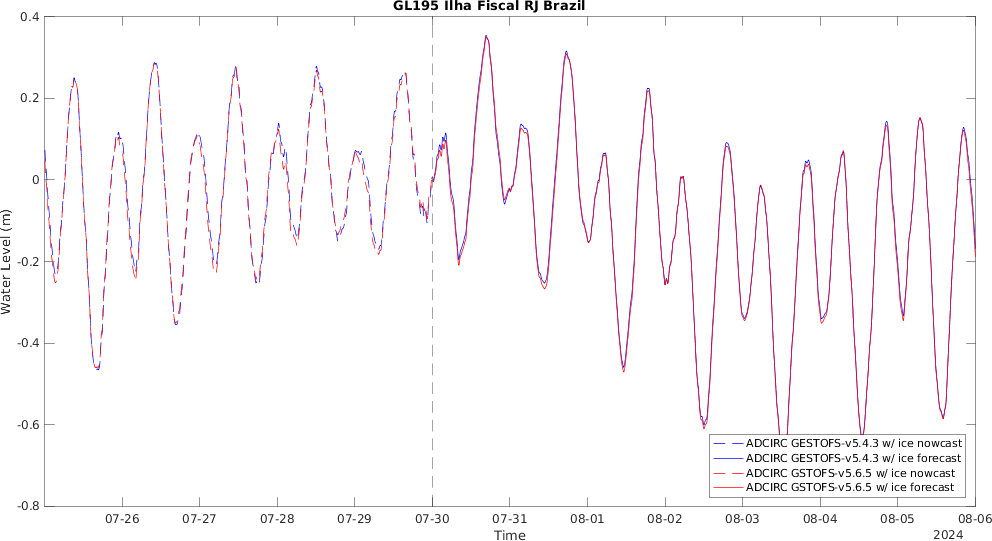 GL195 Ilha Fiscal RJ Brazil
0.4
0.2
0
-0.2
-0.4
-0.6
-0.8
Water Level (m)
ADCIRC GESTOFS-v5.4.3 w/ ice nowcast
ADCIRC GESTOFS-v5.4.3 w/ ice forecast
ADCIRC GSTOFS-v5.6.5 w/ ice nowcast
ADCIRC GSTOFS-v5.6.5 w/ ice forecast
07-26 07-27 07-28 07-29 07-30 07-31 08-01 08-02 08-03 08-04 08-05 08-06
Time
2024